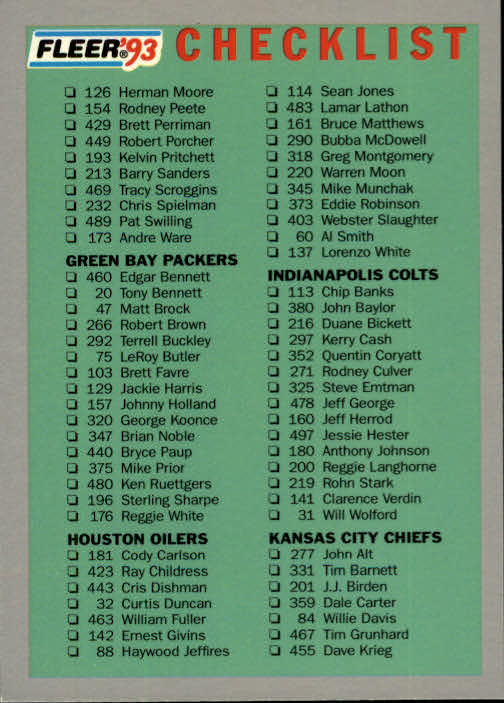 FLEER®'93 CHECKLIST
126 Herman Moore
154 Rodney Peete
429 Brett Perriman
449 Robert Porcher
193 Kelvin Pritchett
213 Barry Sanders
469 Tracy Scroggins
232 Chris Spielman
489 Pat Swilling
173 Andre Ware
GREEN BAY PACKERS
460 Edgar Bennett
20 Tony Bennett
47 Matt Brock
266 Robert Brown
292 Terrell Buckley
75 LeRoy Butler
103 Brett Favre
129 Jackie Harris
157 Johnny Holland
320 George Koonce
347 Brian Noble
440 Bryce Paup
375 Mike Prior
480 Ken Ruettgers
196 Sterling Sharpe
176 Reggie White
HOUSTON OILERS
181 Cody Carlson
423 Ray Childress
443 Cris Dishman
32 Curtis Duncan
463 William Fuller
142 Ernest Givins
88 Haywood Jeffires
114 Sean Jones
483 Lamar Lathon
161 Bruce Matthews
290 Bubba McDowell
318 Greg Montgomery
220 Warren Moon
345 Mike Munchak
373 Eddie Robinson
403 Webster Slaughter
60 Al Smith
137 Lorenzo White
INDIANAPOLIS COLTS
113 Chip Banks
380 John Baylor
216 Duane Bickett
297 Kerry Cash
352 Quentin Coryatt
271 Rodney Culver
325 Steve Emtman
478 Jeff George
160 Jeff Herrod
497 Jessie Hester
180 Anthony Johnson
200 Reggie Langhorne
219 Rohn Stark
141 Clarence Verdin
31 Will Wolford
KANSAS CITY CHIEFS
277 John Alt
331 Tim Barnett
201 J.J. Birden
359 Dale Carter
84 Willie Davis
467 Tim Grunhard
455 Dave Krieg